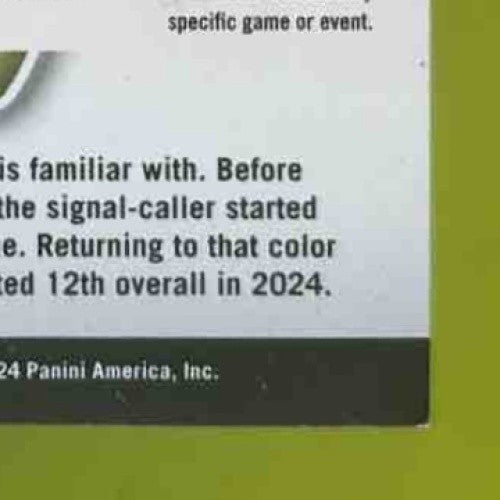 specific game or event.
is familiar with. Before
the signal-caller started
e. Returning to that color
ted 12th overall in 2024.
24 Panini America, Inc.